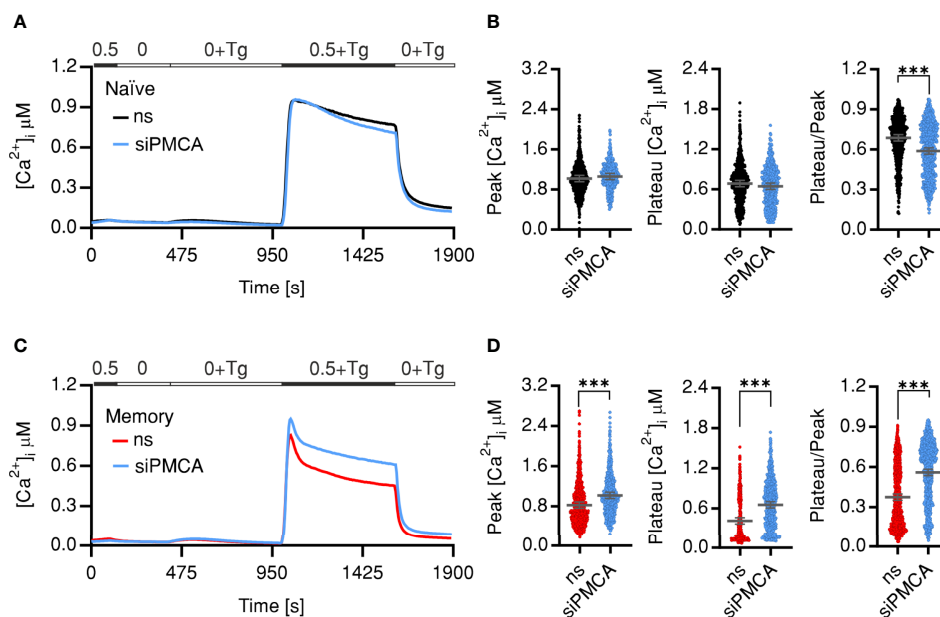 A
0.5 0 0+Tg 0.5+Tg 0+Tg
1.2
0.9
0.6
0.3
0.0
[Ca²⁺]ᵢ μM
Naïve
ns
siPMCA
0 475 950 1425 1900
Time [s]
B
3.2
2.4
1.6
0.8
0.0
Peak [Ca²⁺]ᵢ μM
ns
siPMCA
2.4
1.8
1.2
0.6
0.0
Plateau [Ca²⁺]ᵢ μM
ns
siPMCA
***
1.2
0.9
0.6
0.3
0.0
Plateau/Peak
ns
siPMCA
C
0.5 0 0+Tg 0.5+Tg 0+Tg
1.2
0.9
0.6
0.3
0.0
[Ca²⁺]ᵢ μM
Memory
ns
siPMCA
0 475 950 1425 1900
Time [s]
D
***
3.2
2.4
1.6
0.8
0.0
Peak [Ca²⁺]ᵢ μM
ns
siPMCA
***
2.4
1.8
1.2
0.6
0.0
Plateau [Ca²⁺]ᵢ μM
ns
siPMCA
***
1.2
0.9
0.6
0.3
0.0
Plateau/Peak
ns
siPMCA